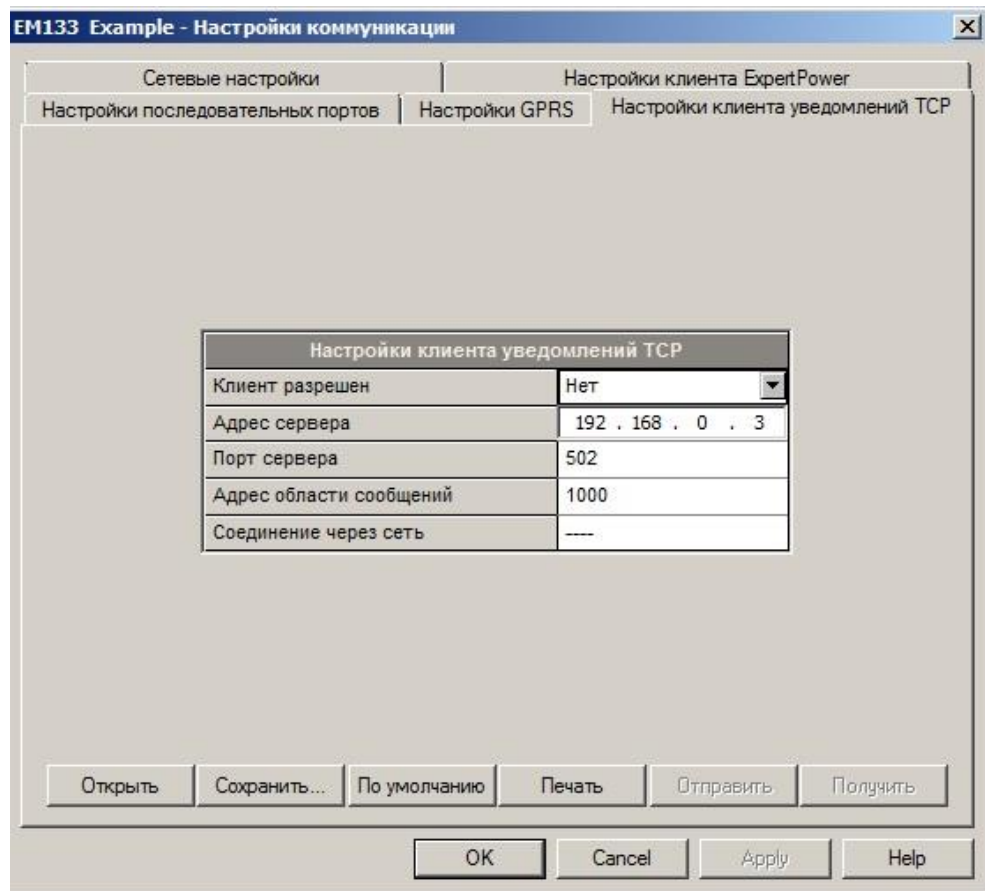 EM133 Example - Настройки коммуникации
Сетевые настройки
Настройки клиента ExpertPower
Настройки последовательных портов
Настройки GPRS
Настройки клиента уведомлений TCP
Настройки клиента уведомлений TCP
Клиент разрешен Нет
Адрес сервера 192 . 168 . 0 . 3
Порт сервера 502
Адрес области сообщений 1000
Соединение через сеть ----
Открыть Сохранить... По умолчанию Печать Отправить Получить
OK Cancel Apply Help